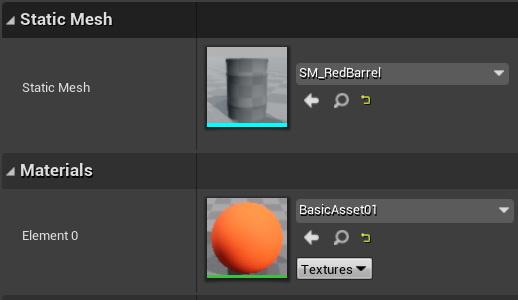 Static Mesh
Static Mesh
SM_RedBarrel
Materials
Element 0
BasicAsset01
Textures